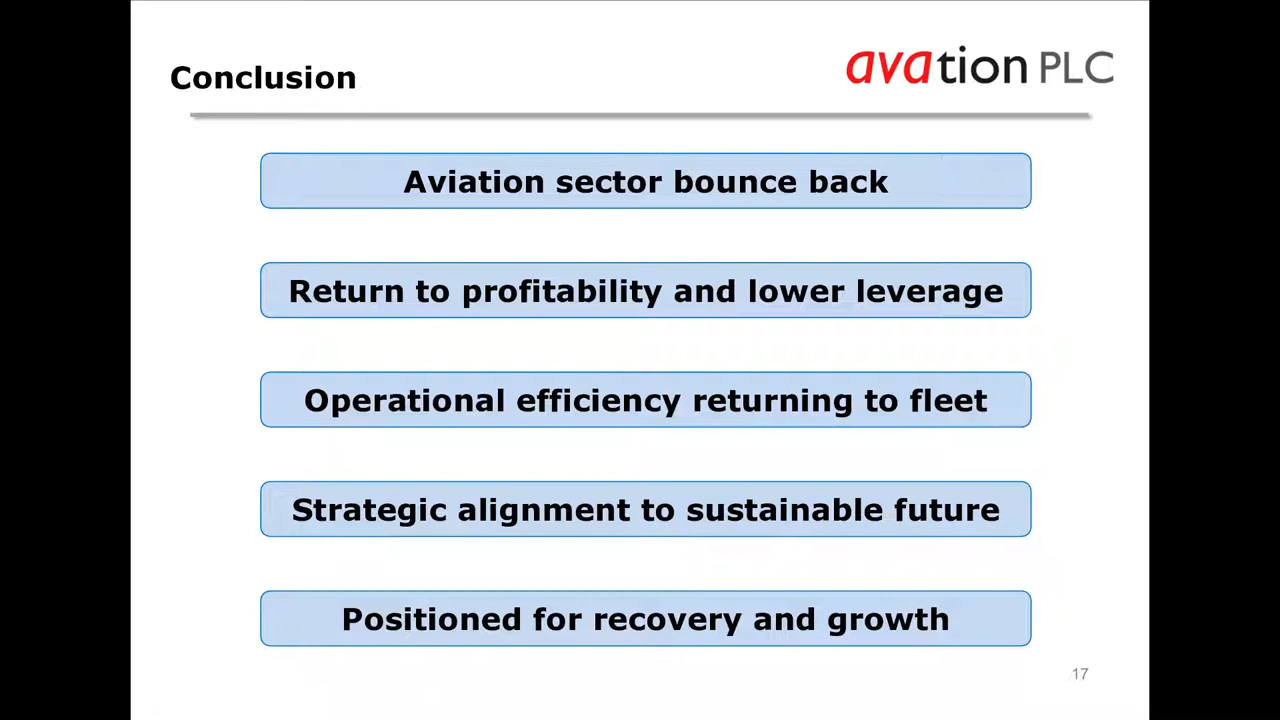 Conclusion
avation PLC
Aviation sector bounce back
Return to profitability and lower leverage
Operational efficiency returning to fleet
Strategic alignment to sustainable future
Positioned for recovery and growth
17